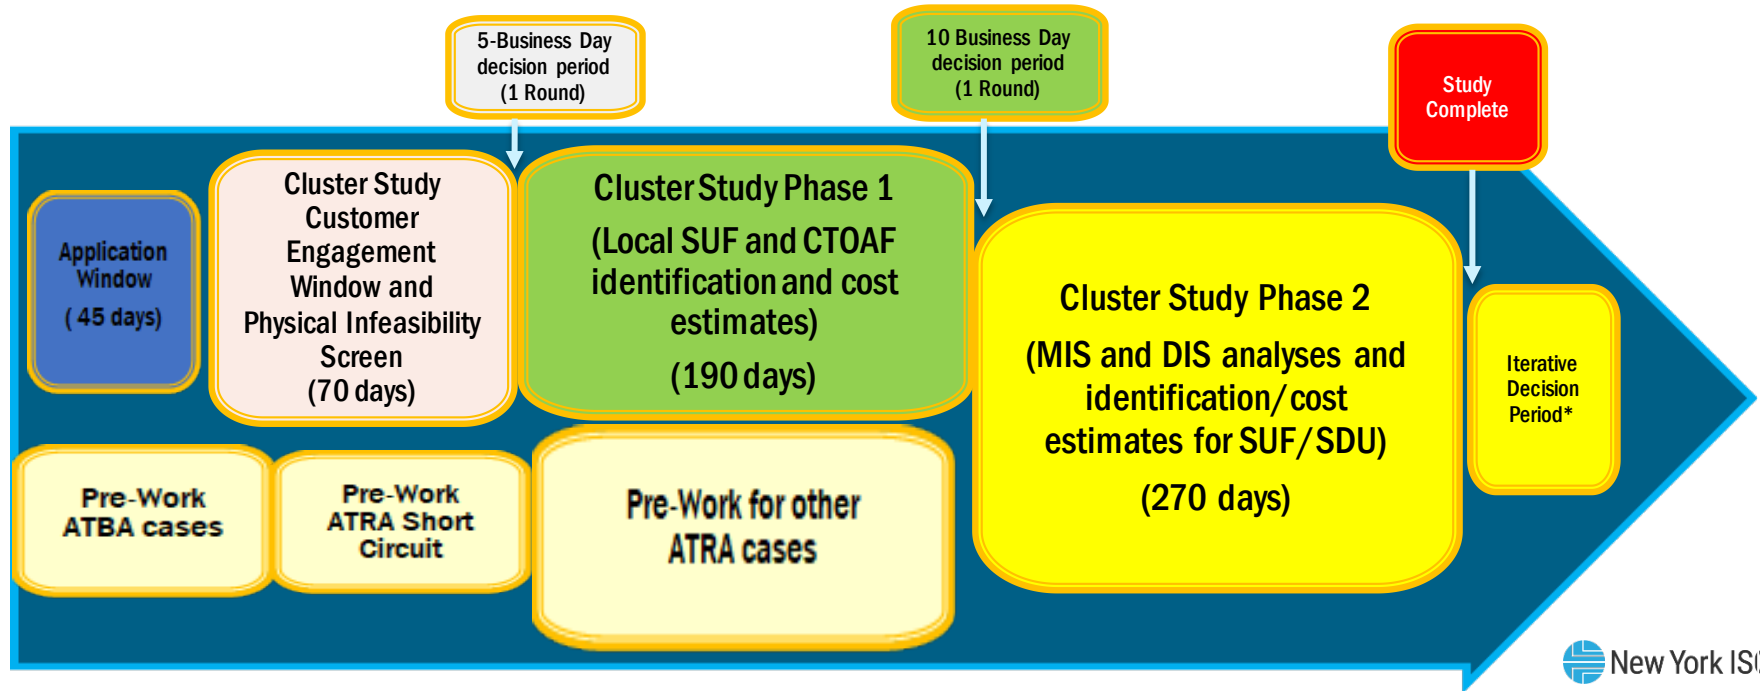 5-Business Day
decision period
(1 Round)
10 Business Day
decision period
(1 Round)
Study
Complete
Application
Window
( 45 days)
Cluster Study
Customer
Engagement
Window and
Physical Infeasibility
Screen
(70 days)
Cluster Study Phase 1
(Local SUF and CTOAF
identification and cost
estimates)
(190 days)
Cluster Study Phase 2
(MIS and DIS analyses and
identification/cost
estimates for SUF/SDU)
(270 days)
Iterative
Decision
Period*
Pre-Work
ATBA cases
Pre-Work
ATRA Short
Circuit
Pre-Work for other
ATRA cases
New York IS